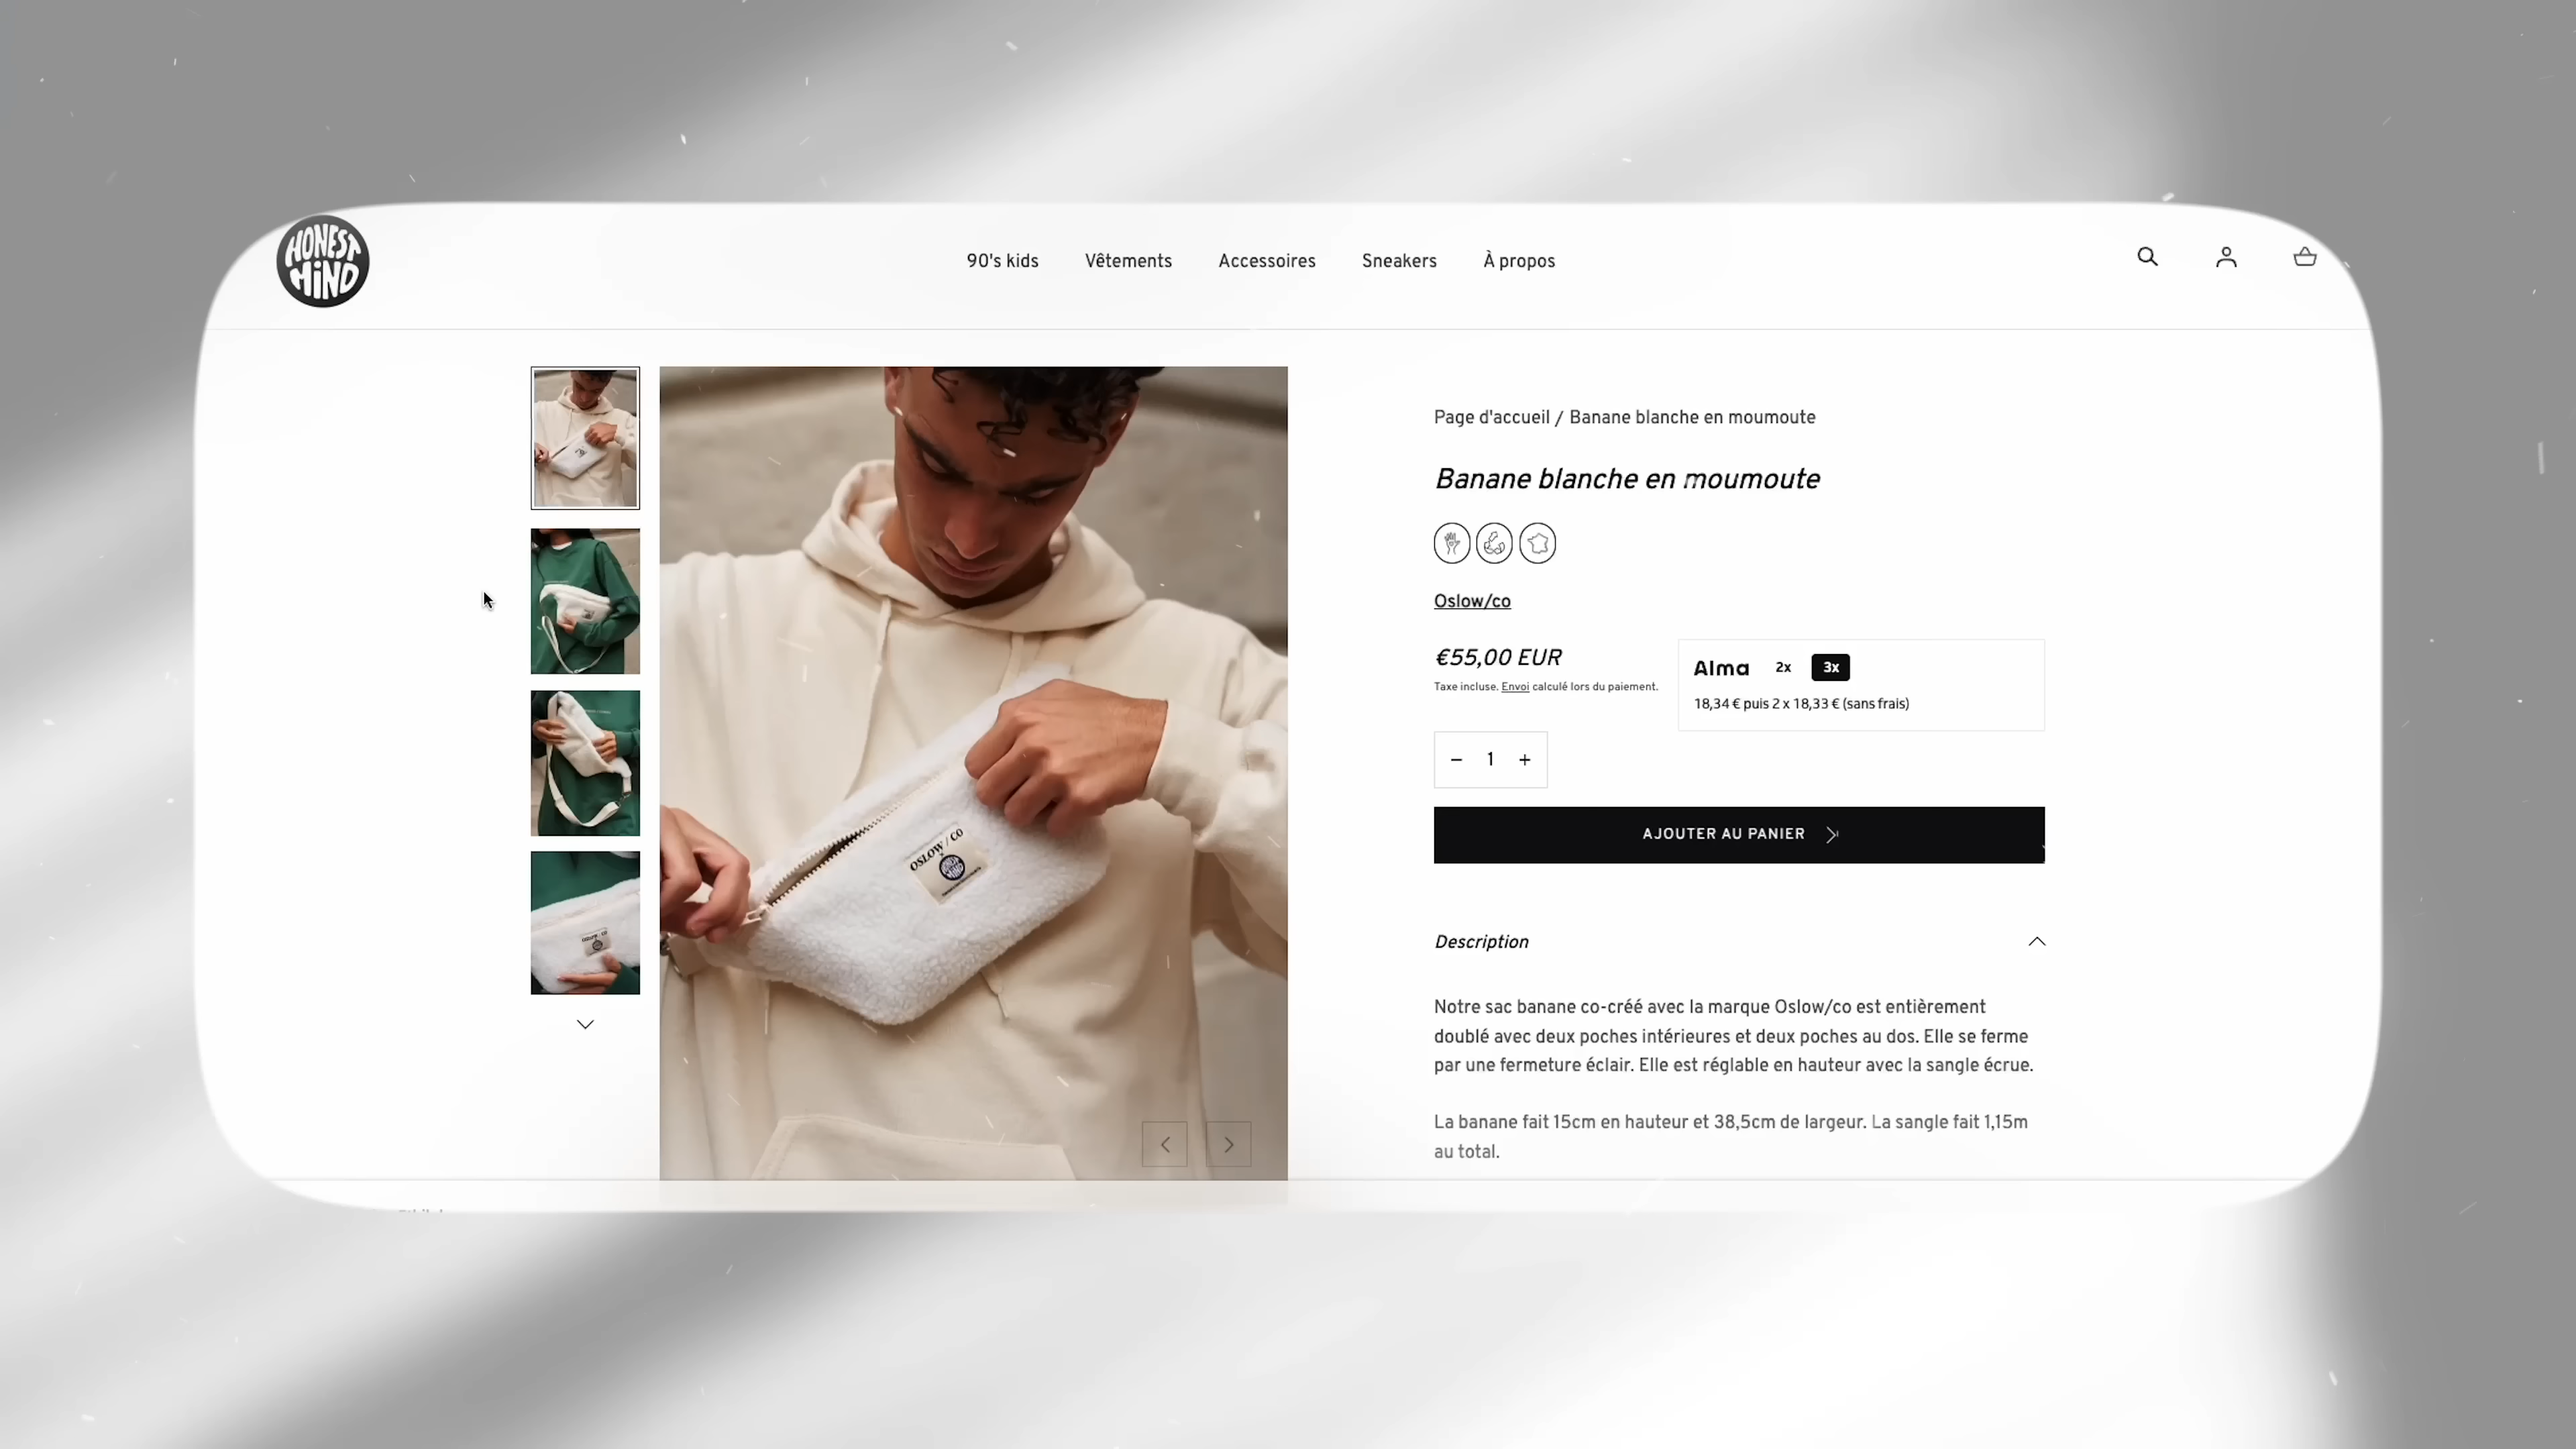 HONEST
MIND
90's kids
Vêtements
Accessoires
Sneakers
À propos
Page d'accueil / Banane blanche en moumoute
Banane blanche en moumoute
Oslow/co
€55,00 EUR
Taxe incluse. Envoi calculé lors du paiement.
Alma 2x 3x
18,34 € puis 2 x 18,33 € (sans frais)
− 1 +
AJOUTER AU PANIER
OSLOW / CO
Description
Notre sac banane co-créé avec la marque Oslow/co est entièrement
doublé avec deux poches intérieures et deux poches au dos. Elle se ferme
par une fermeture éclair. Elle est réglable en hauteur avec la sangle écrue.
La banane fait 15cm en hauteur et 38,5cm de largeur. La sangle fait 1,15m
au total.